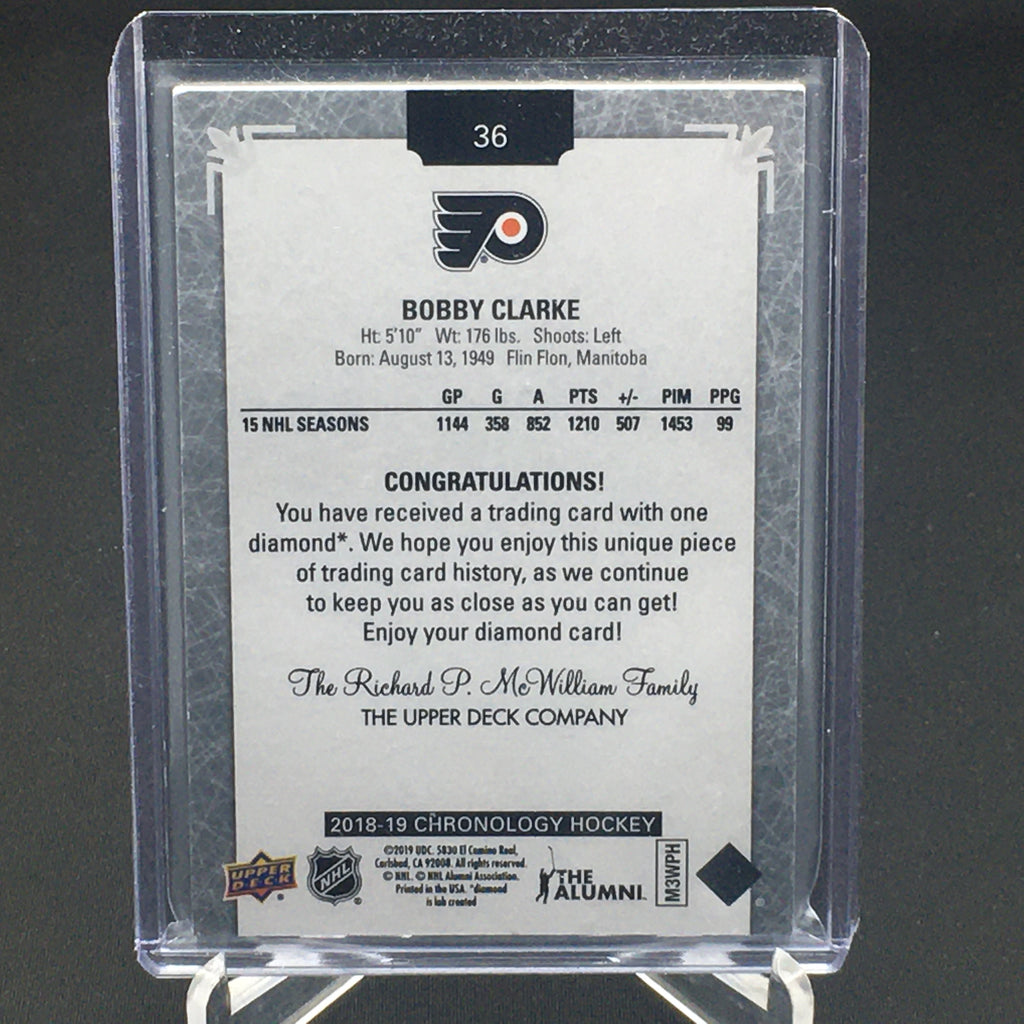 36
BOBBY CLARKE
Ht: 5'10" Wt: 176 lbs. Shoots: Left
Born: August 13, 1949 Flin Flon, Manitoba
GP G A PTS +/- PIM PPG
15 NHL SEASONS 1144 358 852 1210 507 1453 99
CONGRATULATIONS!
You have received a trading card with one
diamond*. We hope you enjoy this unique piece
of trading card history, as we continue
to keep you as close as you can get!
Enjoy your diamond card!
The Richard P. McWilliam Family
THE UPPER DECK COMPANY
2018-19 CHRONOLOGY HOCKEY
UPPER
DECK
NHL
©2019 UDC. 5830 El Camino Real,
Carlsbad, CA 92008. All rights reserved.
© NHL. © NHL Alumni Association.
Printed in the USA. *diamond
is lab created
THE
ALUMNI
M3WPH